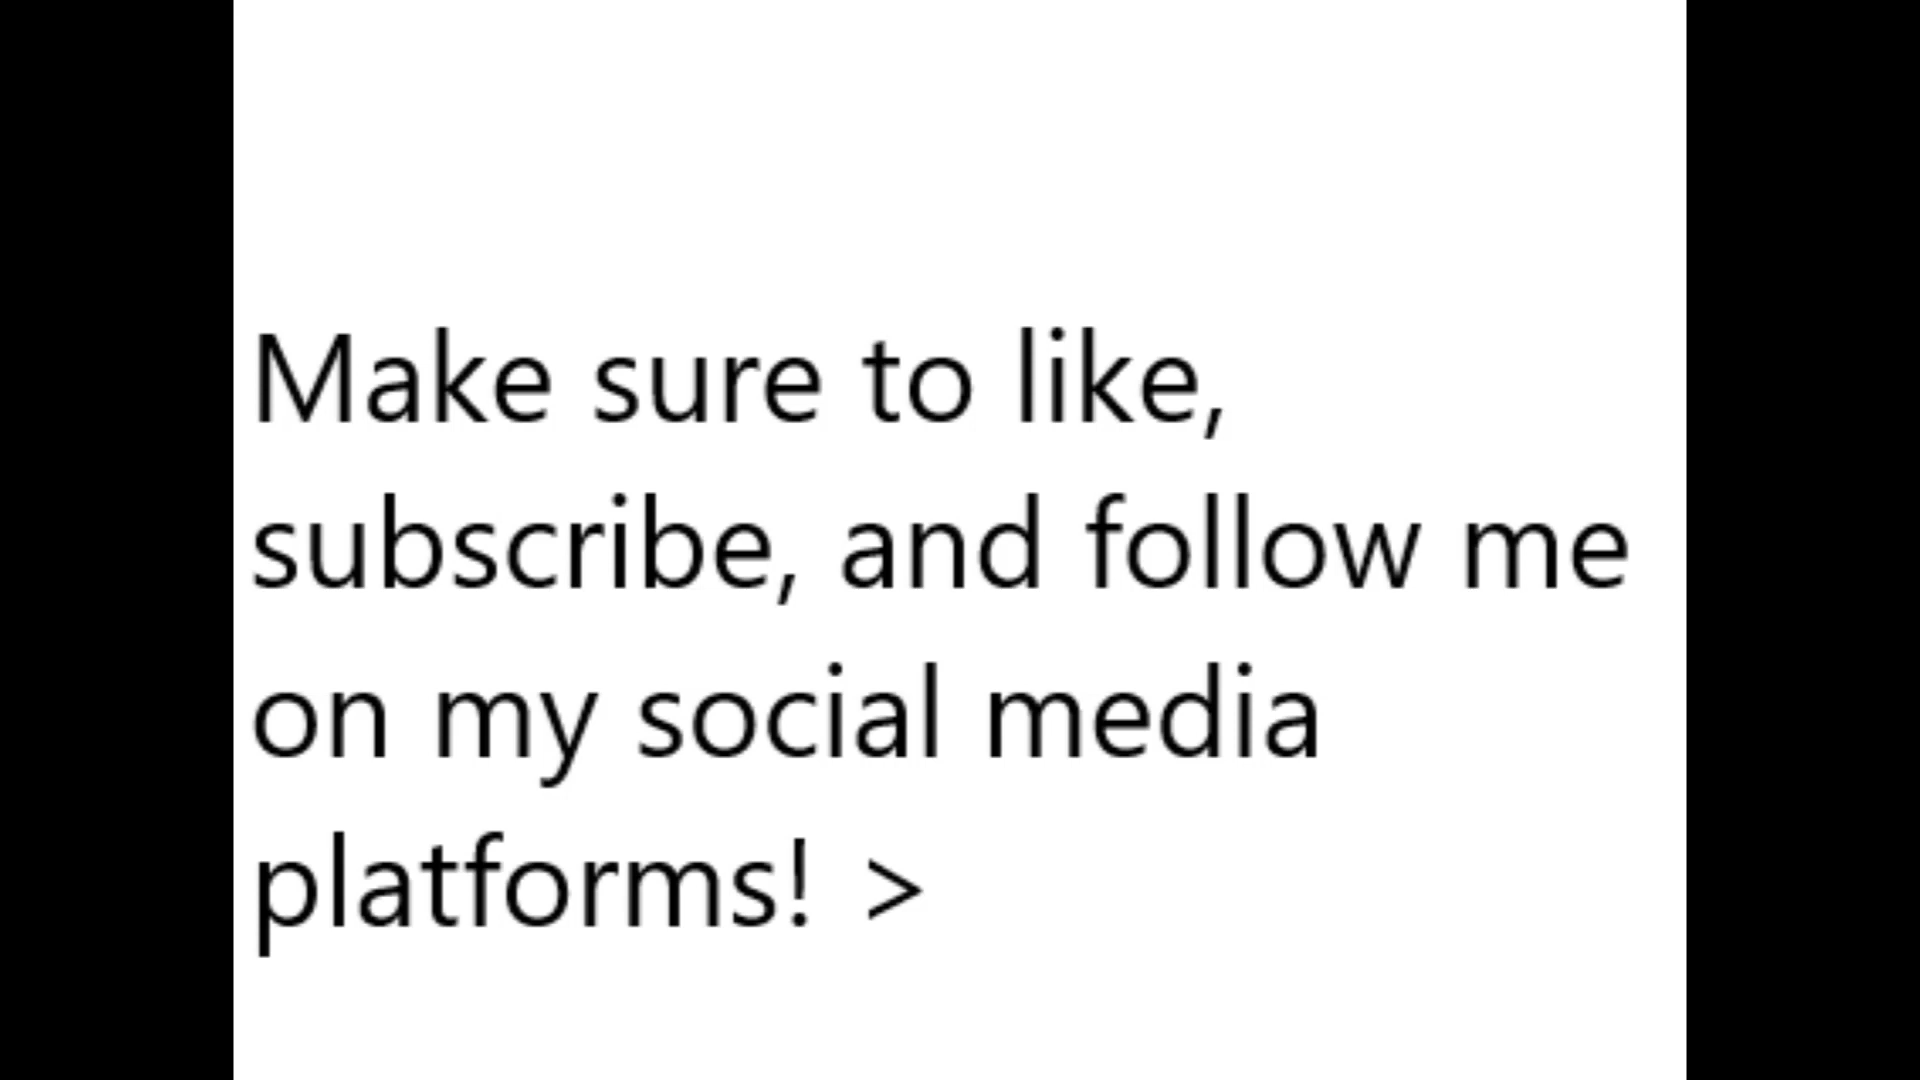 Make sure to like,
subscribe, and follow me
on my social media
platforms! >